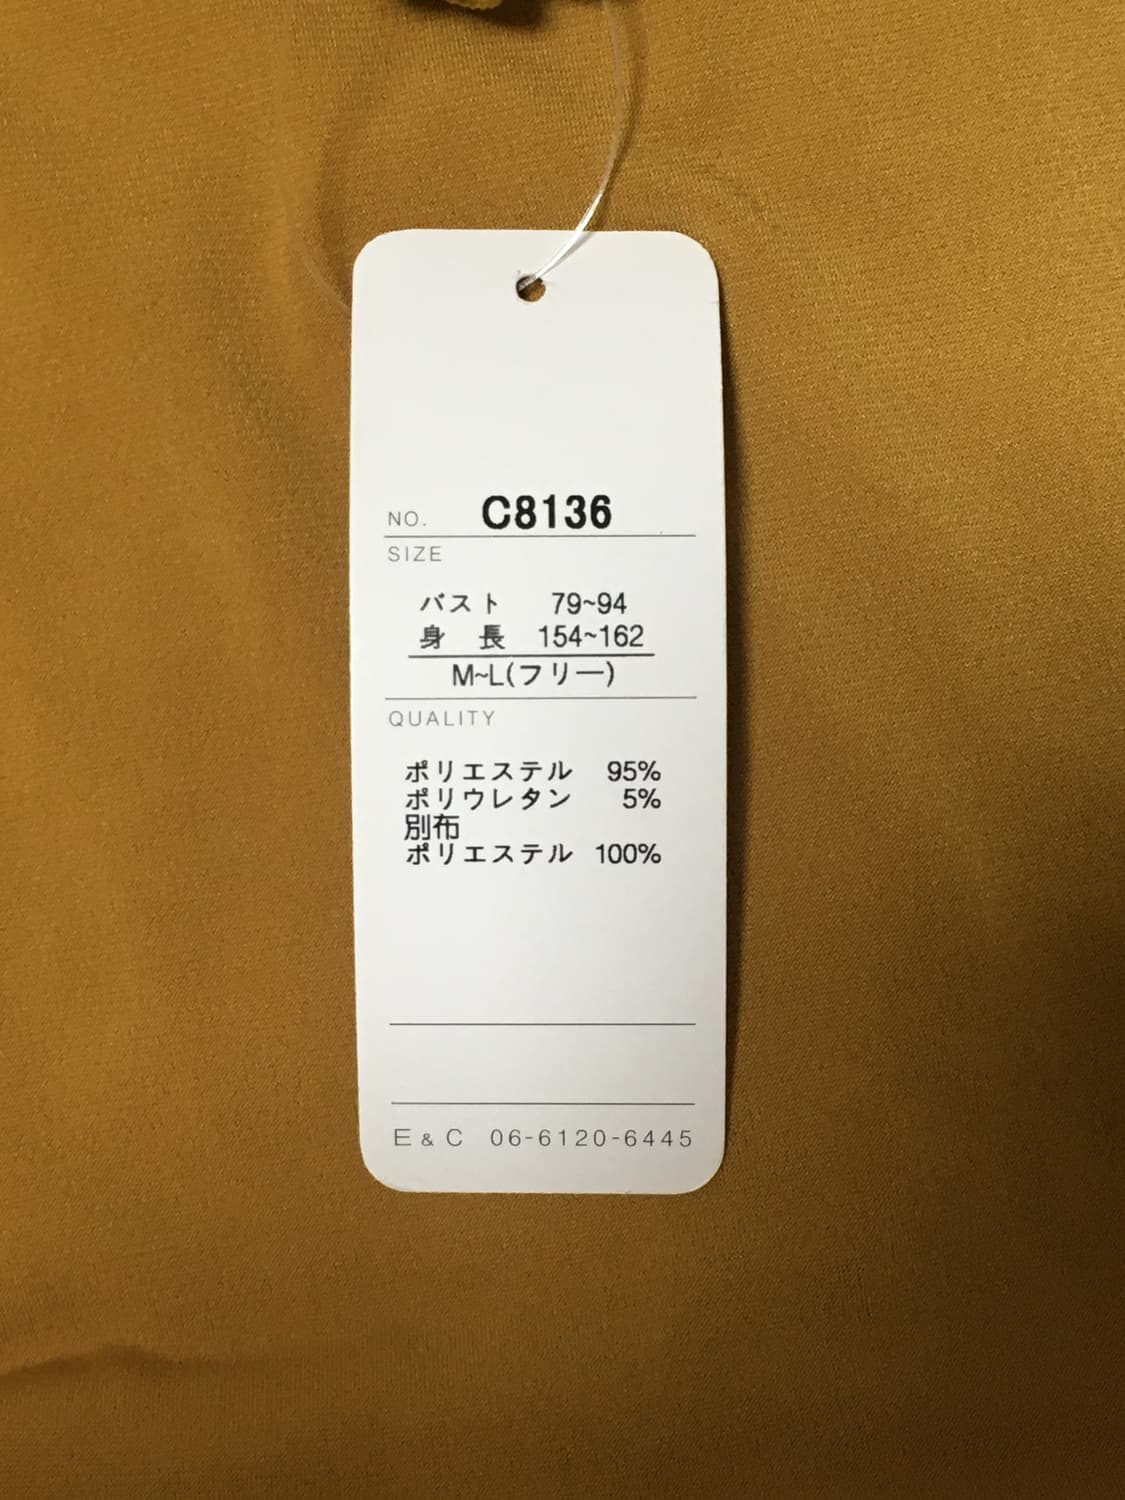 NO. C8136
SIZE
バスト 79~94
身 長 154~162
M~L(フリー)
QUALITY
ポリエステル 95%
ポリウレタン 5%
別布
ポリエステル 100%
E & C 06-6120-6445